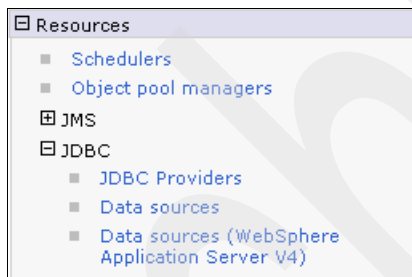 Resources
Schedulers
Object pool managers
JMS
JDBC
JDBC Providers
Data sources
Data sources (WebSphere
Application Server V4)